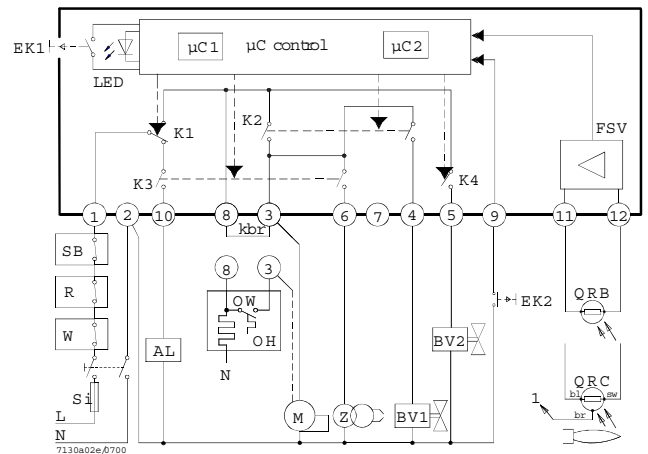 EK1
LED
µC1
µC control
µC2
FSV
K1
K2
K3
K4
1
2
10
8
3
6
7
4
5
9
11
12
kbr
SB
R
W
Si
L
N
AL
8
3
OW
OH
N
M
Z
BV1
BV2
EK2
QRB
QRC
bl
sw
br
1
7130a02e/0700